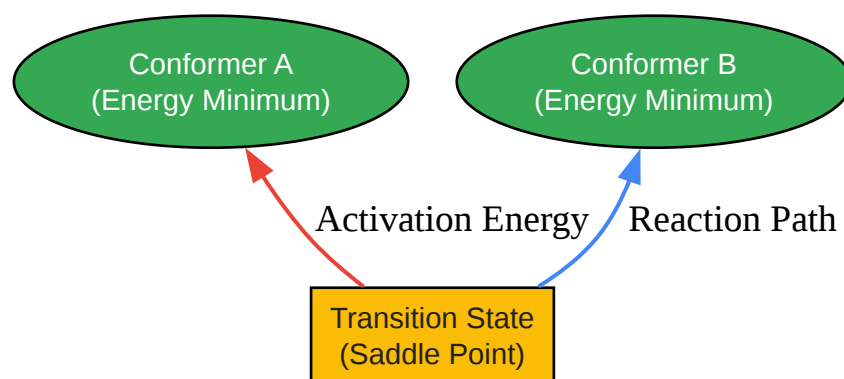 Conformer A
(Energy Minimum)
Conformer B
(Energy Minimum)
Activation Energy
Reaction Path
Transition State
(Saddle Point)